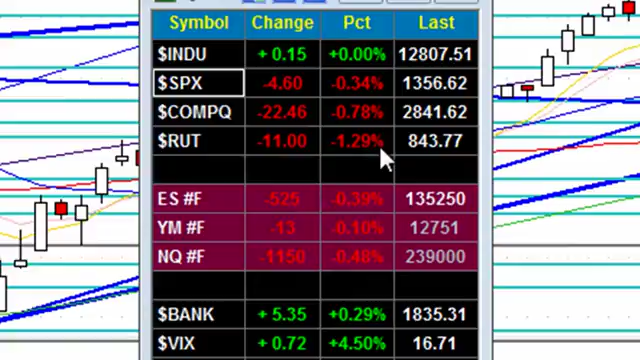 Symbol Change Pct Last
$INDU + 0.15 +0.00% 12807.51
$SPX -4.60 -0.34% 1356.62
$COMPQ -22.46 -0.78% 2841.62
$RUT -11.00 -1.29% 843.77
ES #F -525 -0.39% 135250
YM #F -13 -0.10% 12751
NQ #F -1150 -0.48% 239000
$BANK + 5.35 +0.29% 1835.31
$VIX + 0.72 +4.50% 16.71